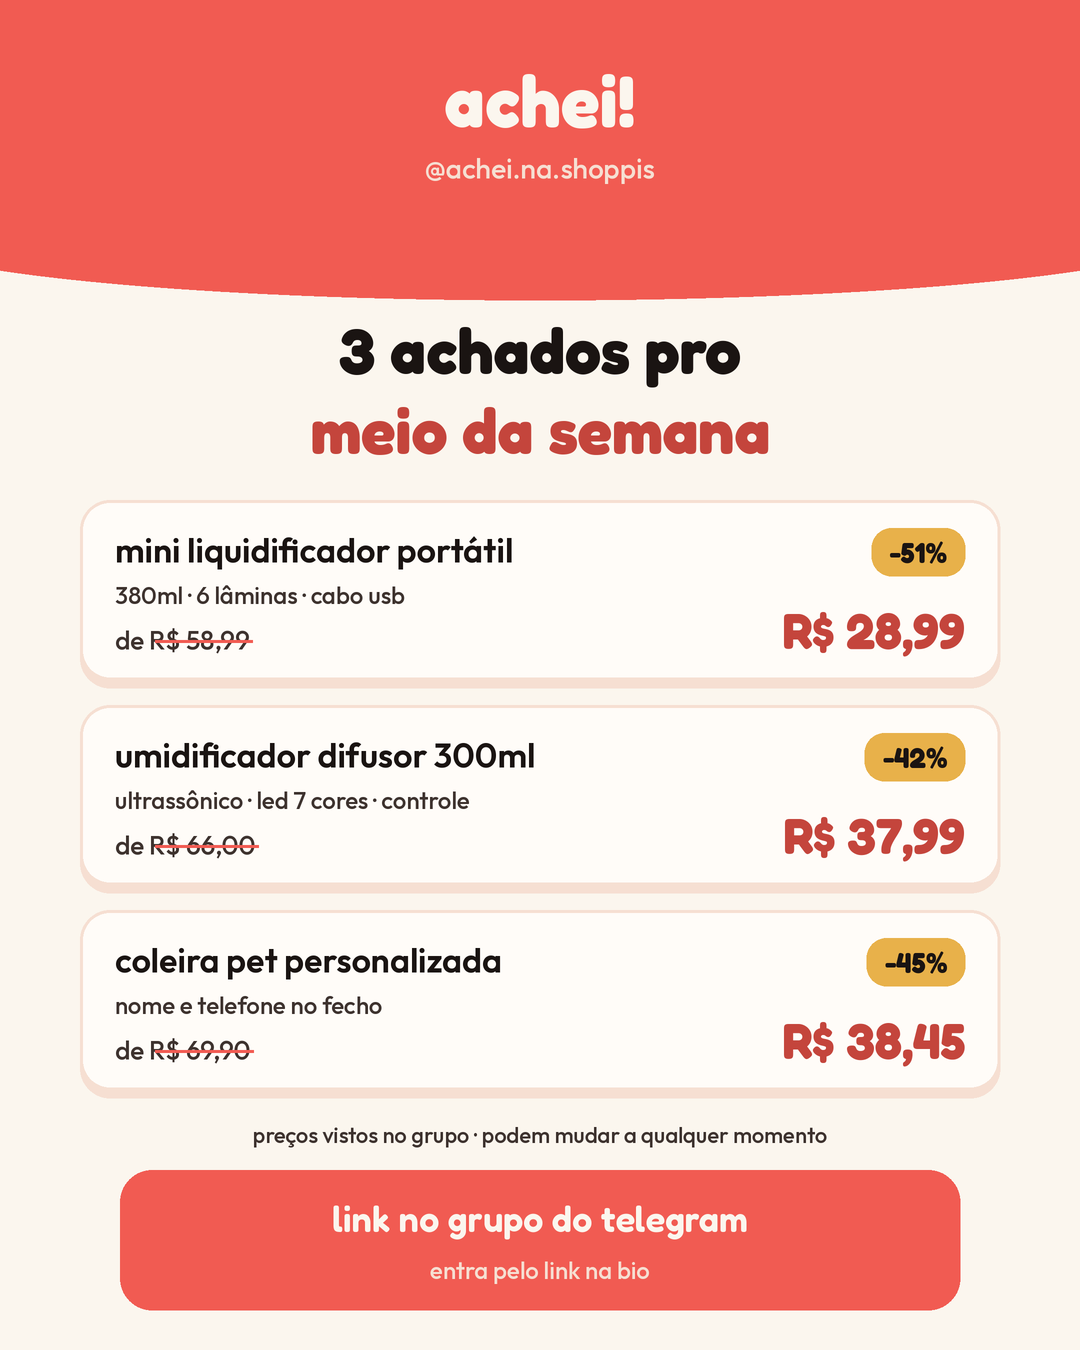 achei!
@achei.na.shoppis
3 achados pro
meio da semana
mini liquidificador portátil
-51%
380ml · 6 lâminas · cabo usb
de R$ 58,99
R$ 28,99
umidificador difusor 300ml
-42%
ultrassônico · led 7 cores · controle
de R$ 66,00
R$ 37,99
coleira pet personalizada
-45%
nome e telefone no fecho
de R$ 69,90
R$ 38,45
preços vistos no grupo · podem mudar a qualquer momento
link no grupo do telegram
entra pelo link na bio